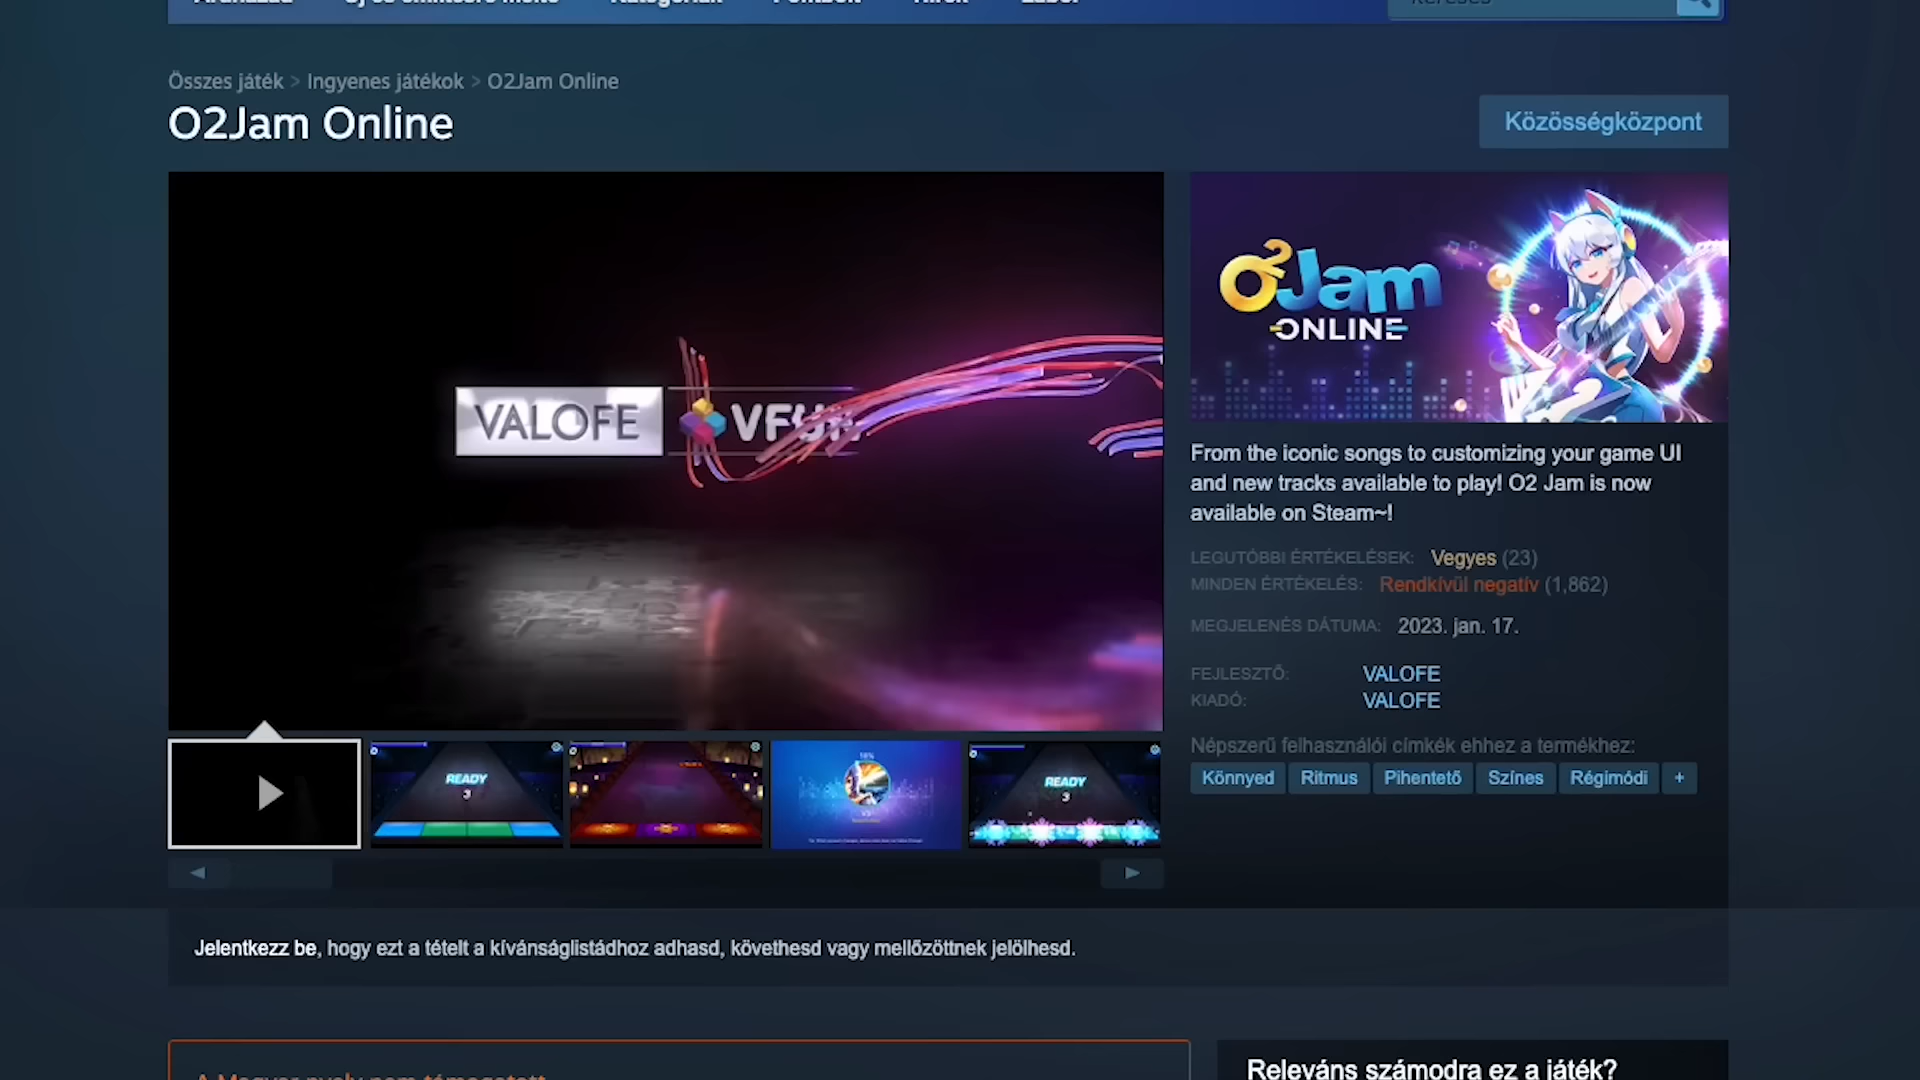 Összes játék > Ingyenes játékok > O2Jam Online
O2Jam Online
Közösségközpont
VALOFE
O2Jam
ONLINE
From the iconic songs to customizing your game UI
and new tracks available to play! O2 Jam is now
available on Steam~!
LEGUTÓBBI ÉRTÉKELÉSEK: Vegyes (23)
MINDEN ÉRTÉKELÉS: Rendkívül negatív (1,862)
MEGJELENÉS DÁTUMA: 2023. jan. 17.
FEJLESZTŐ: VALOFE
KIADÓ: VALOFE
Népszerű felhasználói címkék ehhez a termékhez:
Könnyed Ritmus Pihentető Színes Régimódi +
READY
3
READY
3
Jelentkezz be, hogy ezt a tételt a kívánságlistádhoz adhasd, követhesd vagy mellőzöttnek jelölhesd.
Releváns számodra ez a játék?